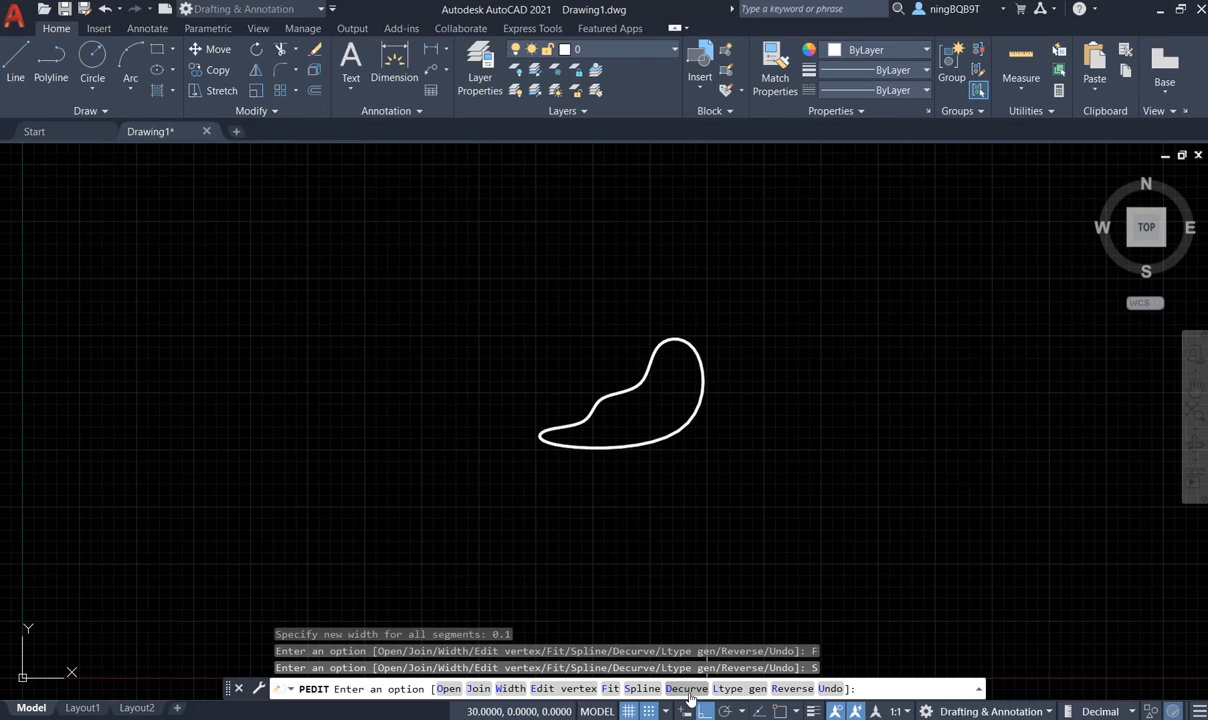 Drafting & Annotation
Autodesk AutoCAD 2021 Drawing1.dwg
Type a keyword or phrase
ningBQB9T
Home Insert Annotate Parametric View Manage Output Add-ins Collaborate Express Tools Featured Apps
Line Polyline Circle Arc
Move
Copy
Stretch
Text Dimension
Layer Properties
0
Insert
Match Properties
ByLayer
ByLayer
ByLayer
Group
Measure
Paste
Base
Draw Modify Annotation Layers Block Properties Groups Utilities Clipboard View
Start Drawing1*
N
W TOP E
S
WCS
Y
X
Specify new width for all segments: 0.1
Enter an option [Open/Join/Width/Edit vertex/Fit/Spline/Decurve/Ltype gen/Reverse/Undo]: F
Enter an option [Open/Join/Width/Edit vertex/Fit/Spline/Decurve/Ltype gen/Reverse/Undo]: S
PEDIT Enter an option [Open Join Width Edit vertex Fit Spline Decurve Ltype gen Reverse Undo]:
Model Layout1 Layout2
30.0000, 0.0000, 0.0000 MODEL 1:1 Drafting & Annotation Decimal